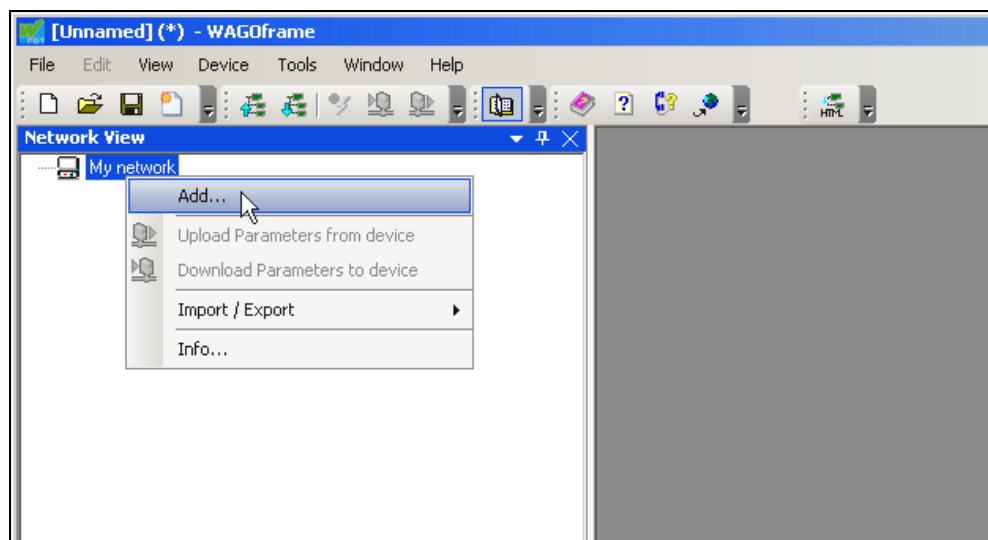 [Unnamed] (*) - WAGOframe
File Edit View Device Tools Window Help
HTML
Network View
My network
Add...
Upload Parameters from device
Download Parameters to device
Import / Export
Info...